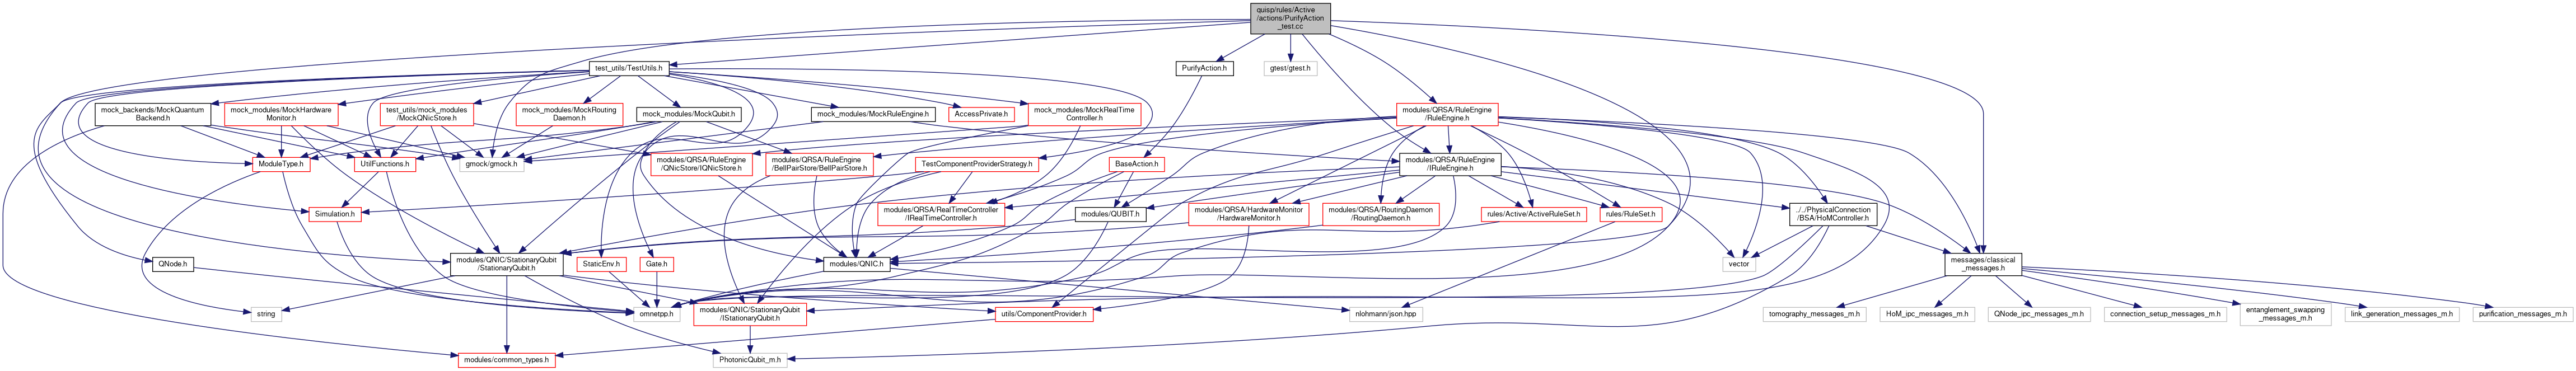 quisp/rules/Active
/actions/PurifyAction
_test.cc
test_utils/TestUtils.h
PurifyAction.h
gtest/gtest.h
mock_backends/MockQuantum
Backend.h
mock_modules/MockHardware
Monitor.h
test_utils/mock_modules
/MockQNicStore.h
mock_modules/MockRouting
Daemon.h
mock_modules/MockQubit.h
mock_modules/MockRuleEngine.h
AccessPrivate.h
mock_modules/MockRealTime
Controller.h
modules/QRSA/RuleEngine
/RuleEngine.h
ModuleType.h
UtilFunctions.h
gmock/gmock.h
modules/QRSA/RuleEngine
/QNicStore/IQNicStore.h
modules/QRSA/RuleEngine
/BellPairStore/BellPairStore.h
TestComponentProviderStrategy.h
BaseAction.h
modules/QRSA/RuleEngine
/IRuleEngine.h
Simulation.h
modules/QRSA/RealTimeController
/IRealTimeController.h
modules/QUBIT.h
modules/QRSA/HardwareMonitor
/HardwareMonitor.h
modules/QRSA/RoutingDaemon
/RoutingDaemon.h
rules/Active/ActiveRuleSet.h
rules/RuleSet.h
../../PhysicalConnection
/BSA/HoMController.h
QNode.h
modules/QNIC/StationaryQubit
/StationaryQubit.h
StaticEnv.h
Gate.h
modules/QNIC.h
vector
messages/classical
_messages.h
string
omnetpp.h
modules/QNIC/StationaryQubit
/IStationaryQubit.h
utils/ComponentProvider.h
nlohmann/json.hpp
tomography_messages_m.h
HoM_ipc_messages_m.h
QNode_ipc_messages_m.h
connection_setup_messages_m.h
entanglement_swapping
_messages_m.h
link_generation_messages_m.h
purification_messages_m.h
modules/common_types.h
PhotonicQubit_m.h